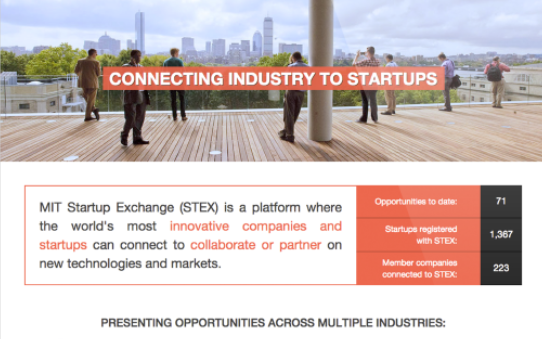 CONNECTING INDUSTRY TO STARTUPS
MIT Startup Exchange (STEX) is a platform where
the world's most innovative companies and
startups can connect to collaborate or partner on
new technologies and markets.
Opportunities to date: 71
Startups registered
with STEX: 1,367
Member companies
connected to STEX: 223
PRESENTING OPPORTUNITIES ACROSS MULTIPLE INDUSTRIES: